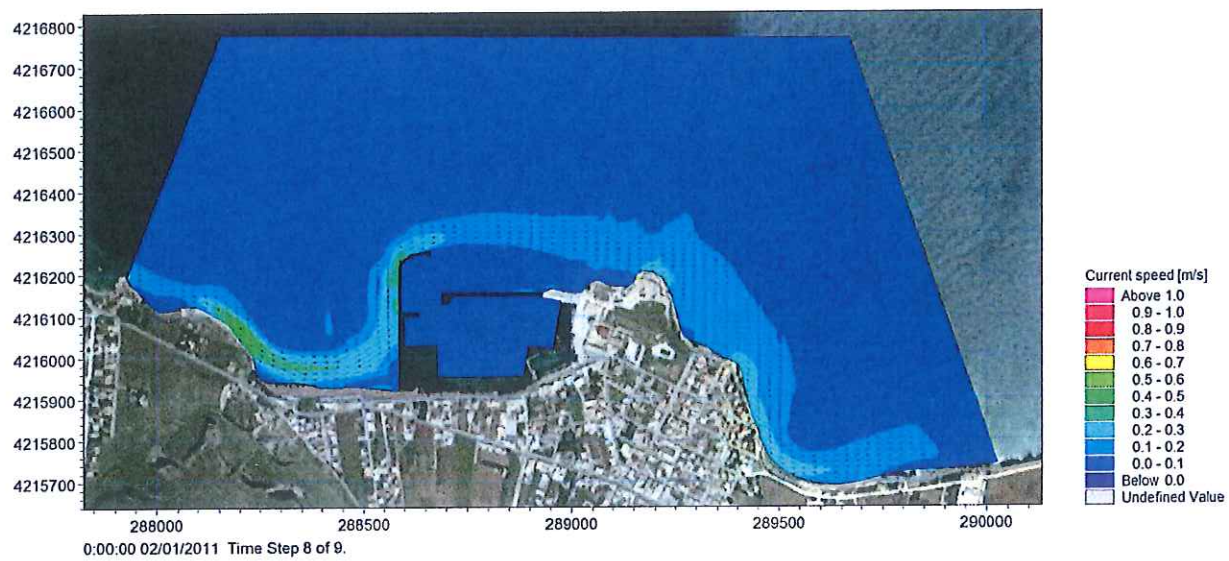 4216800
4216700
4216600
4216500
4216400
4216300
4216200
4216100
4216000
4215900
4215800
4215700
288000
288500
289000
289500
290000
0:00:00 02/01/2011 Time Step 8 of 9.
Current speed [m/s]
Above 1.0
0.9 - 1.0
0.8 - 0.9
0.7 - 0.8
0.6 - 0.7
0.5 - 0.6
0.4 - 0.5
0.3 - 0.4
0.2 - 0.3
0.1 - 0.2
0.0 - 0.1
Below 0.0
Undefined Value